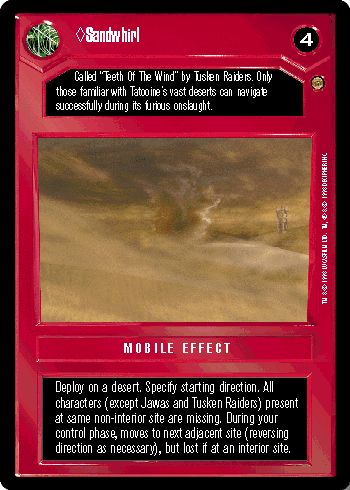 ◊Sandwhirl
4
Called "Teeth Of The Wind" by Tusken Raiders. Only
those familiar with Tatooine's vast deserts can navigate
successfully during its furious onslaught.
MOBILE EFFECT
Deploy on a desert. Specify starting direction. All
characters (except Jawas and Tusken Raiders) present
at same non-interior site are missing. During your
control phase, moves to next adjacent site (reversing
direction as necessary), but lost if at an interior site.